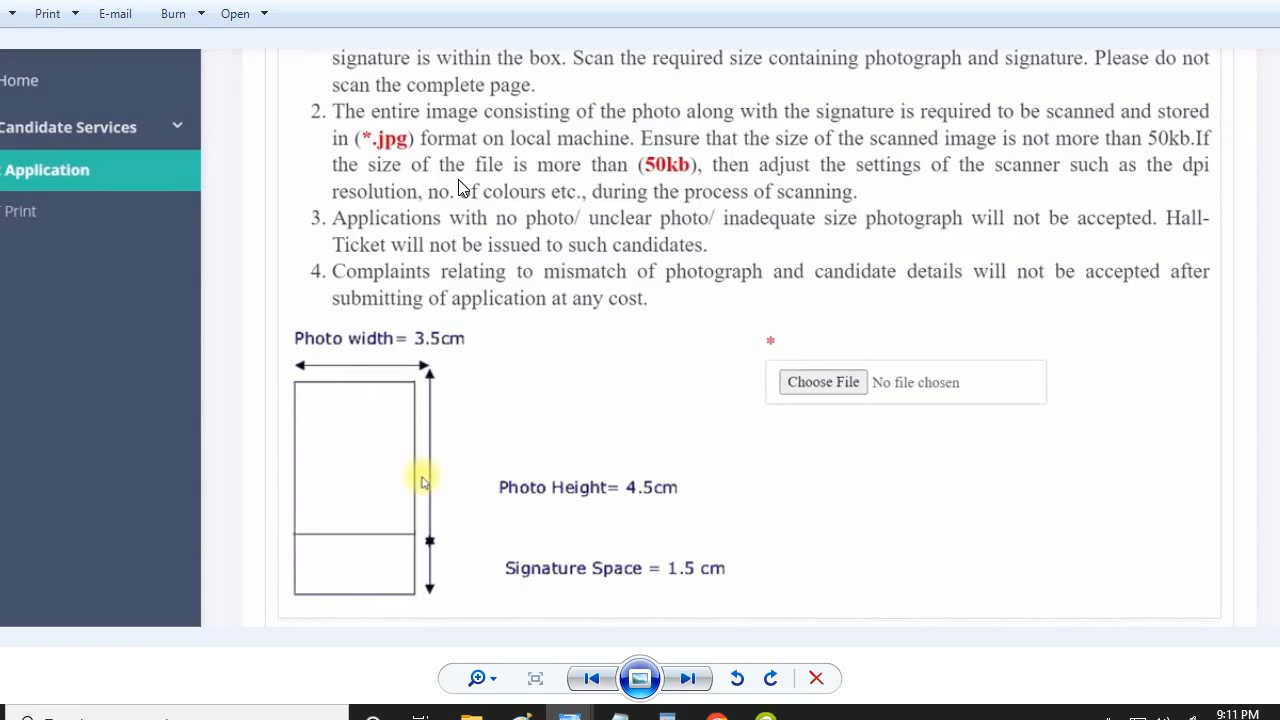 Print
E-mail
Burn
Open
Home
Candidate Services
Application
Print
signature is within the box. Scan the required size containing photograph and signature. Please do not
scan the complete page.
2. The entire image consisting of the photo along with the signature is required to be scanned and stored
in (*.jpg) format on local machine. Ensure that the size of the scanned image is not more than 50kb.If
the size of the file is more than (50kb), then adjust the settings of the scanner such as the dpi
resolution, no. of colours etc., during the process of scanning.
3. Applications with no photo/ unclear photo/ inadequate size photograph will not be accepted. Hall-
Ticket will not be issued to such candidates.
4. Complaints relating to mismatch of photograph and candidate details will not be accepted after
submitting of application at any cost.
Photo width= 3.5cm
*
Choose File No file chosen
Photo Height= 4.5cm
Signature Space = 1.5 cm
9:11 PM